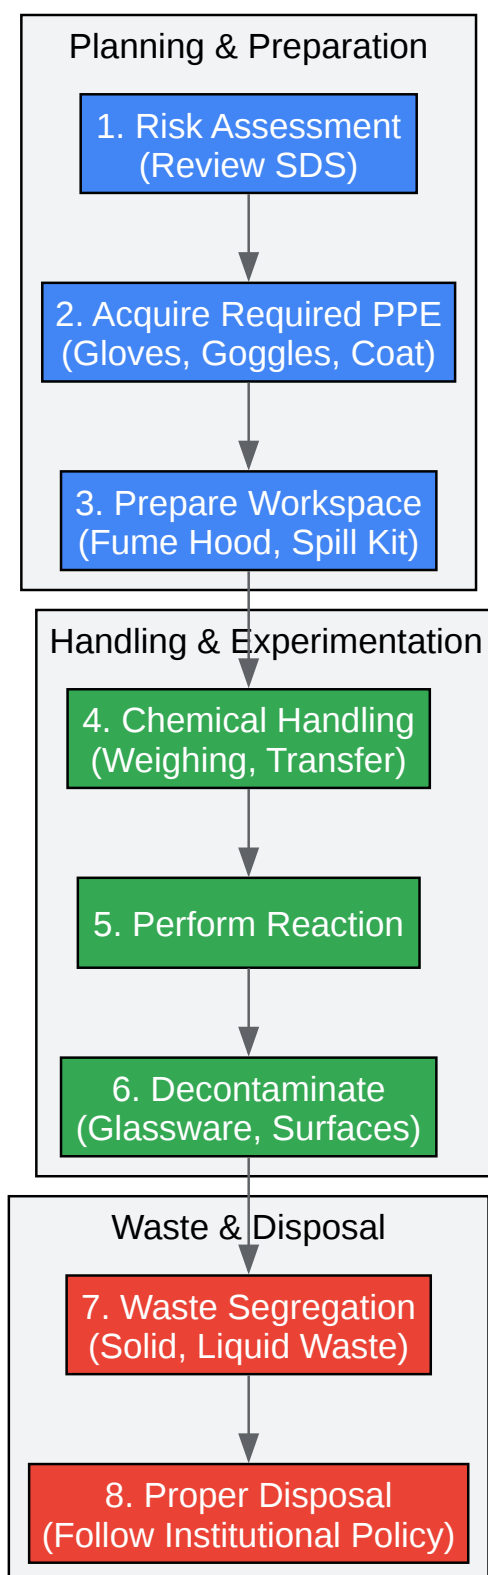 Planning & Preparation
1. Risk Assessment
(Review SDS)
2. Acquire Required PPE
(Gloves, Goggles, Coat)
3. Prepare Workspace
(Fume Hood, Spill Kit)
Handling & Experimentation
4. Chemical Handling
(Weighing, Transfer)
5. Perform Reaction
6. Decontaminate
(Glassware, Surfaces)
Waste & Disposal
7. Waste Segregation
(Solid, Liquid Waste)
8. Proper Disposal
(Follow Institutional Policy)